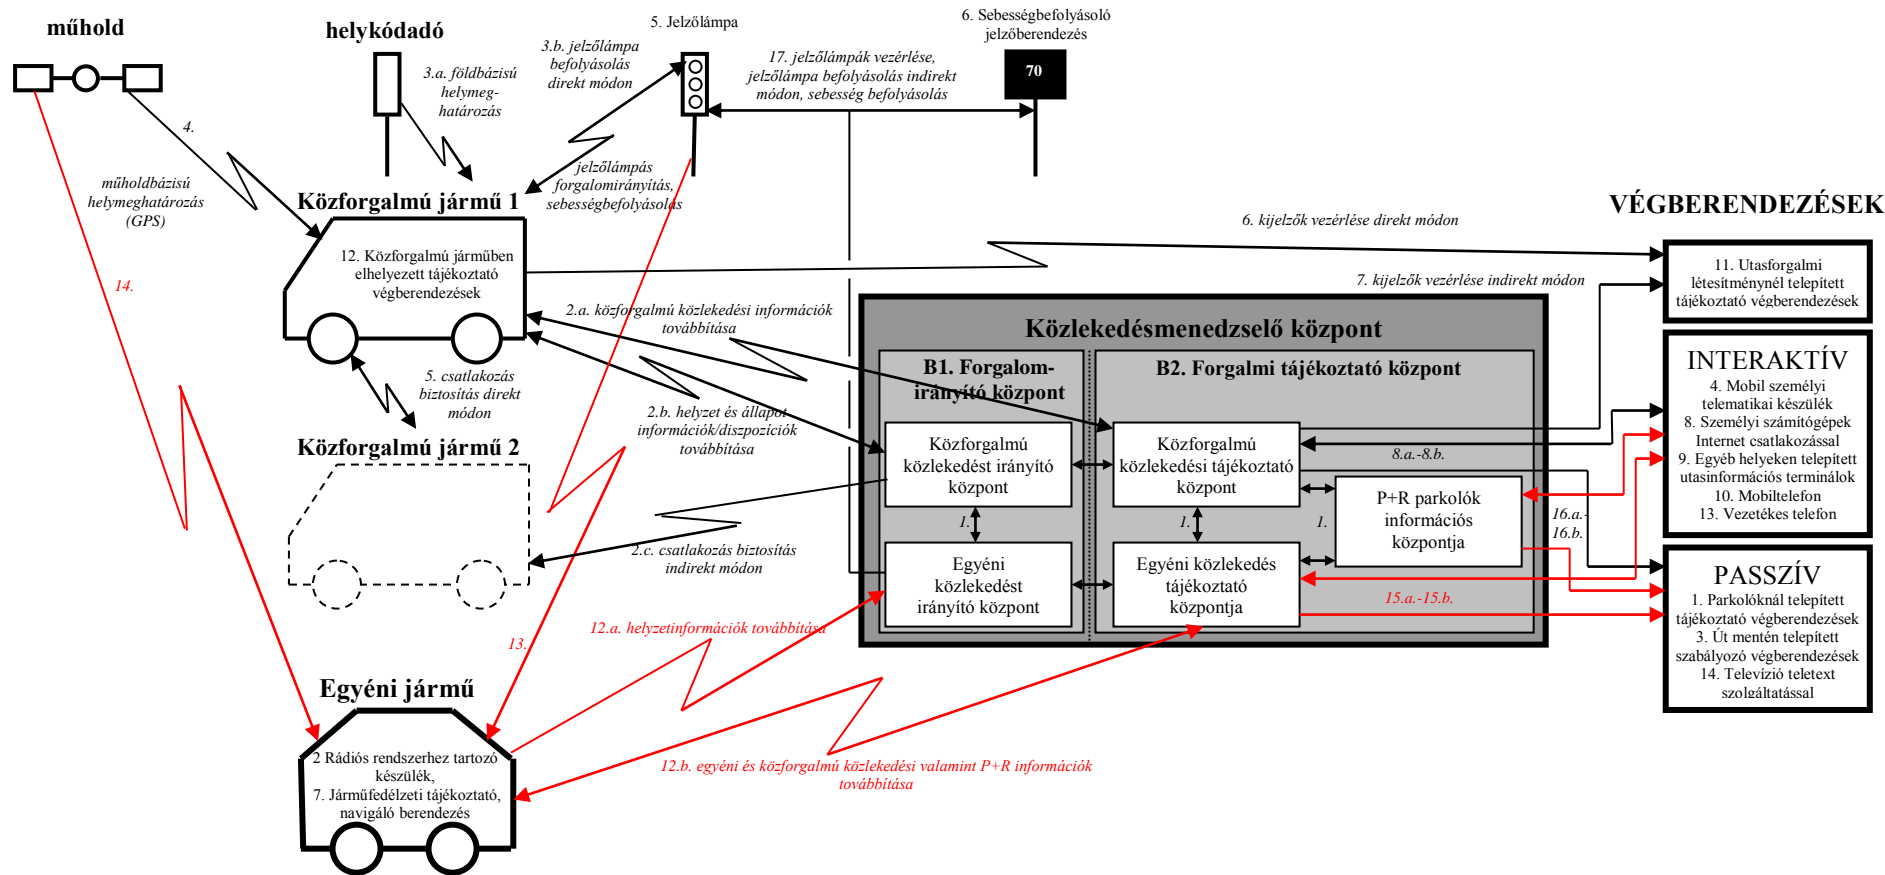 műhold
helykódadó
5. Jelzőlámpa
6. Sebességbefolyásoló
jelzőberendezés
70
3.a. földbázisú
helymeg-
határozás
3.b. jelzőlámpa
befolyásolás
direkt módon
17. jelzőlámpák vezérlése,
jelzőlámpa befolyásolás indirekt
módon, sebesség befolyásolás
4.
műholdbázisú
helymeghatározás
(GPS)
jelzőlámpás
forgalomirányítás,
sebességbefolyásolás
Közforgalmú jármű 1
12. Közforgalmú járműben
elhelyezett tájékoztató
végberendezések
14.
5. csatlakozás
biztosítás direkt
módon
Közforgalmú jármű 2
2.a. közforgalmú közlekedési információk
továbbítása
2.b. helyzet és állapot
információk/diszpozíciók
továbbítása
2.c. csatlakozás biztosítás
indirekt módon
6. kijelzők vezérlése direkt módon
7. kijelzők vezérlése indirekt módon
Közlekedésmenedzselő központ
B1. Forgalom-
irányító központ
B2. Forgalmi tájékoztató központ
Közforgalmú
közlekedést irányító
központ
Közforgalmú
közlekedési tájékoztató
központ
1.
1.
1.
P+R parkolók
információs
központja
Egyéni
közlekedést
irányító központ
Egyéni közlekedés
tájékoztató
központja
8.a.-8.b.
16.a.-
16.b.
15.a.-15.b.
VÉGBERENDEZÉSEK
11. Utasforgalmi
létesítménynél telepített
tájékoztató végberendezések
INTERAKTÍV
4. Mobil személyi
telematikai készülék
8. Személyi számítógépek
Internet csatlakozással
9. Egyéb helyeken telepített
utasinformációs terminálok
10. Mobiltelefon
13. Vezetékes telefon
PASSZÍV
1. Parkolóknál telepített
tájékoztató végberendezések
3. Út mentén telepített
szabályozó végberendezések
14. Televízió teletext
szolgáltatással
13.
12.a. helyzetinformációk továbbítása
12.b. egyéni és közforgalmú közlekedési valamint P+R információk
továbbítása
Egyéni jármű
2 Rádiós rendszerhez tartozó
készülék,
7. Járműfedélzeti tájékoztató,
navigáló berendezés